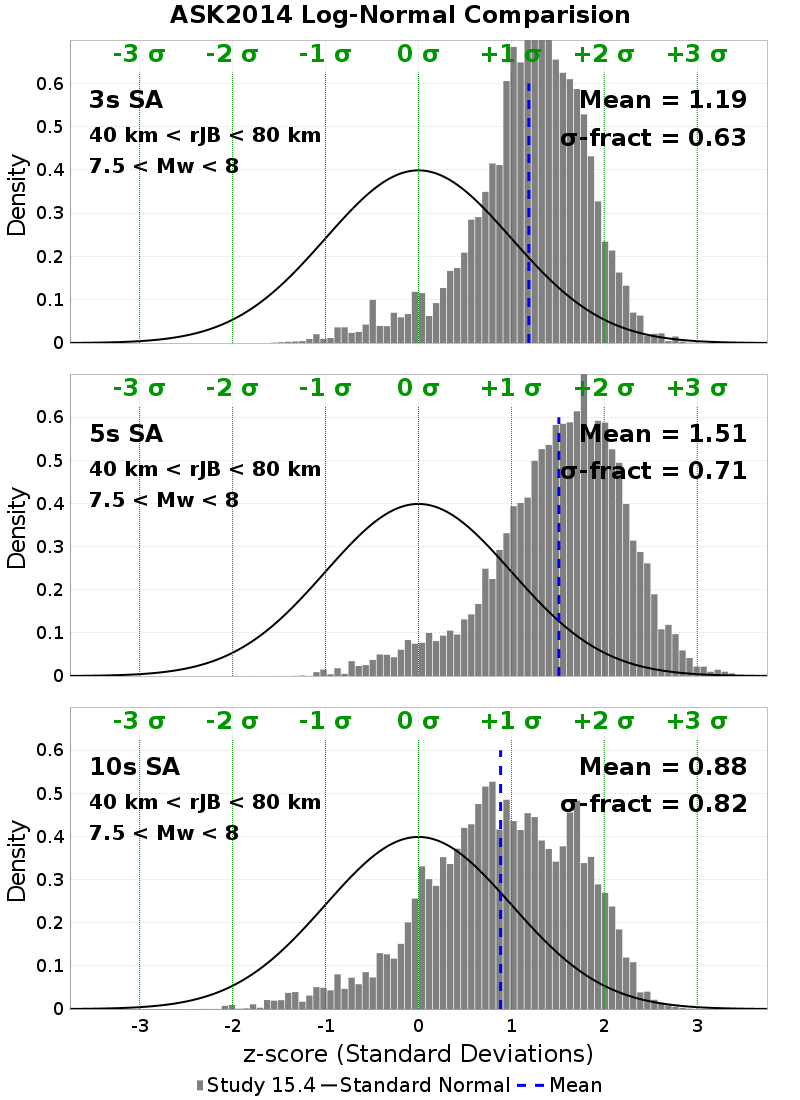 ASK2014 Log-Normal Comparision
-3 σ -2 σ -1 σ 0 σ +1 σ +2 σ +3 σ
3s SA
40 km < rJB < 80 km
7.5 < Mw < 8
Mean = 1.19
σ-fract = 0.63
Density
0.6
0.5
0.4
0.3
0.2
0.1
0
-3 σ -2 σ -1 σ 0 σ +1 σ +2 σ +3 σ
5s SA
40 km < rJB < 80 km
7.5 < Mw < 8
Mean = 1.51
σ-fract = 0.71
Density
0.6
0.5
0.4
0.3
0.2
0.1
0
-3 σ -2 σ -1 σ 0 σ +1 σ +2 σ +3 σ
10s SA
40 km < rJB < 80 km
7.5 < Mw < 8
Mean = 0.88
σ-fract = 0.82
Density
0.6
0.5
0.4
0.3
0.2
0.1
0
-3 -2 -1 0 1 2 3
z-score (Standard Deviations)
Study 15.4 Standard Normal Mean